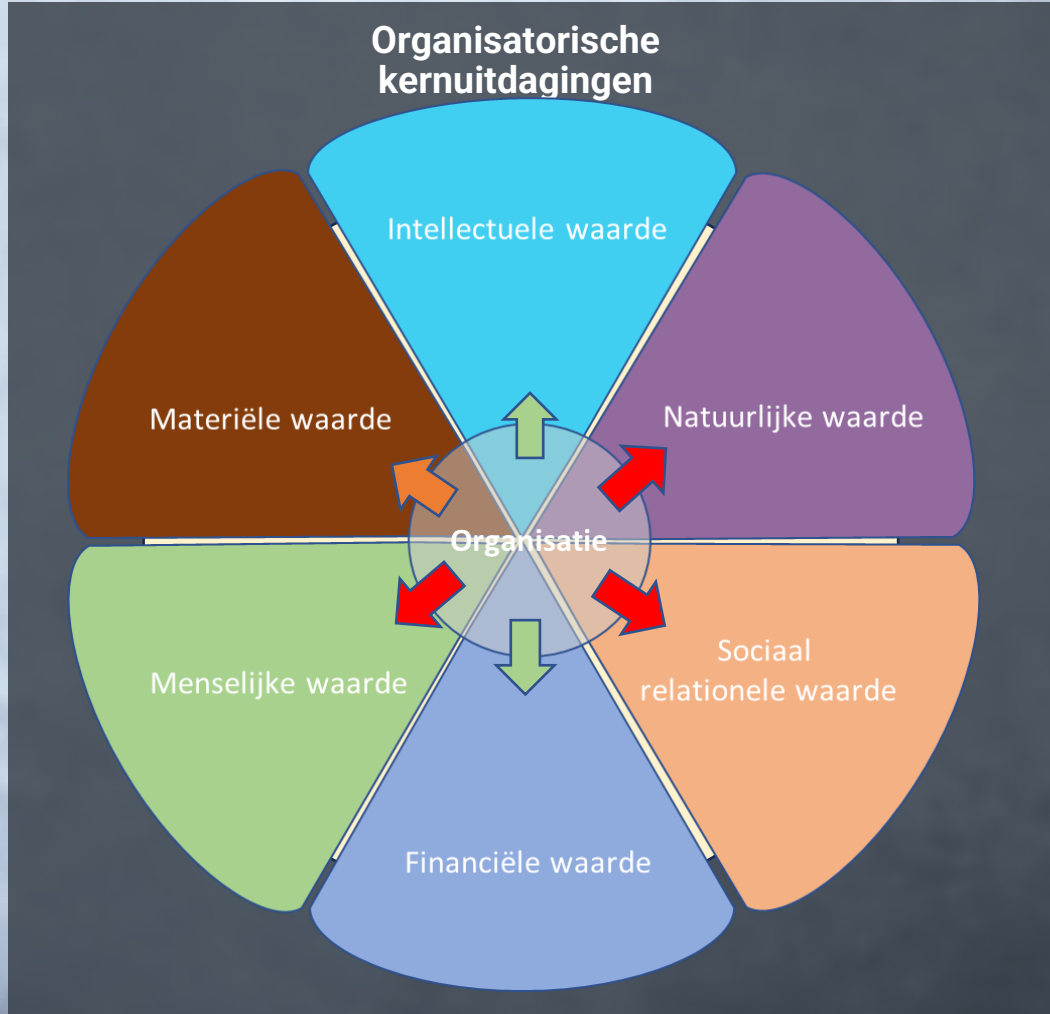 Organisatorische
kernuitdagingen
Intellectuele waarde
Materiële waarde
Natuurlijke waarde
Organisatie
Menselijke waarde
Sociaal
relationele waarde
Financiële waarde